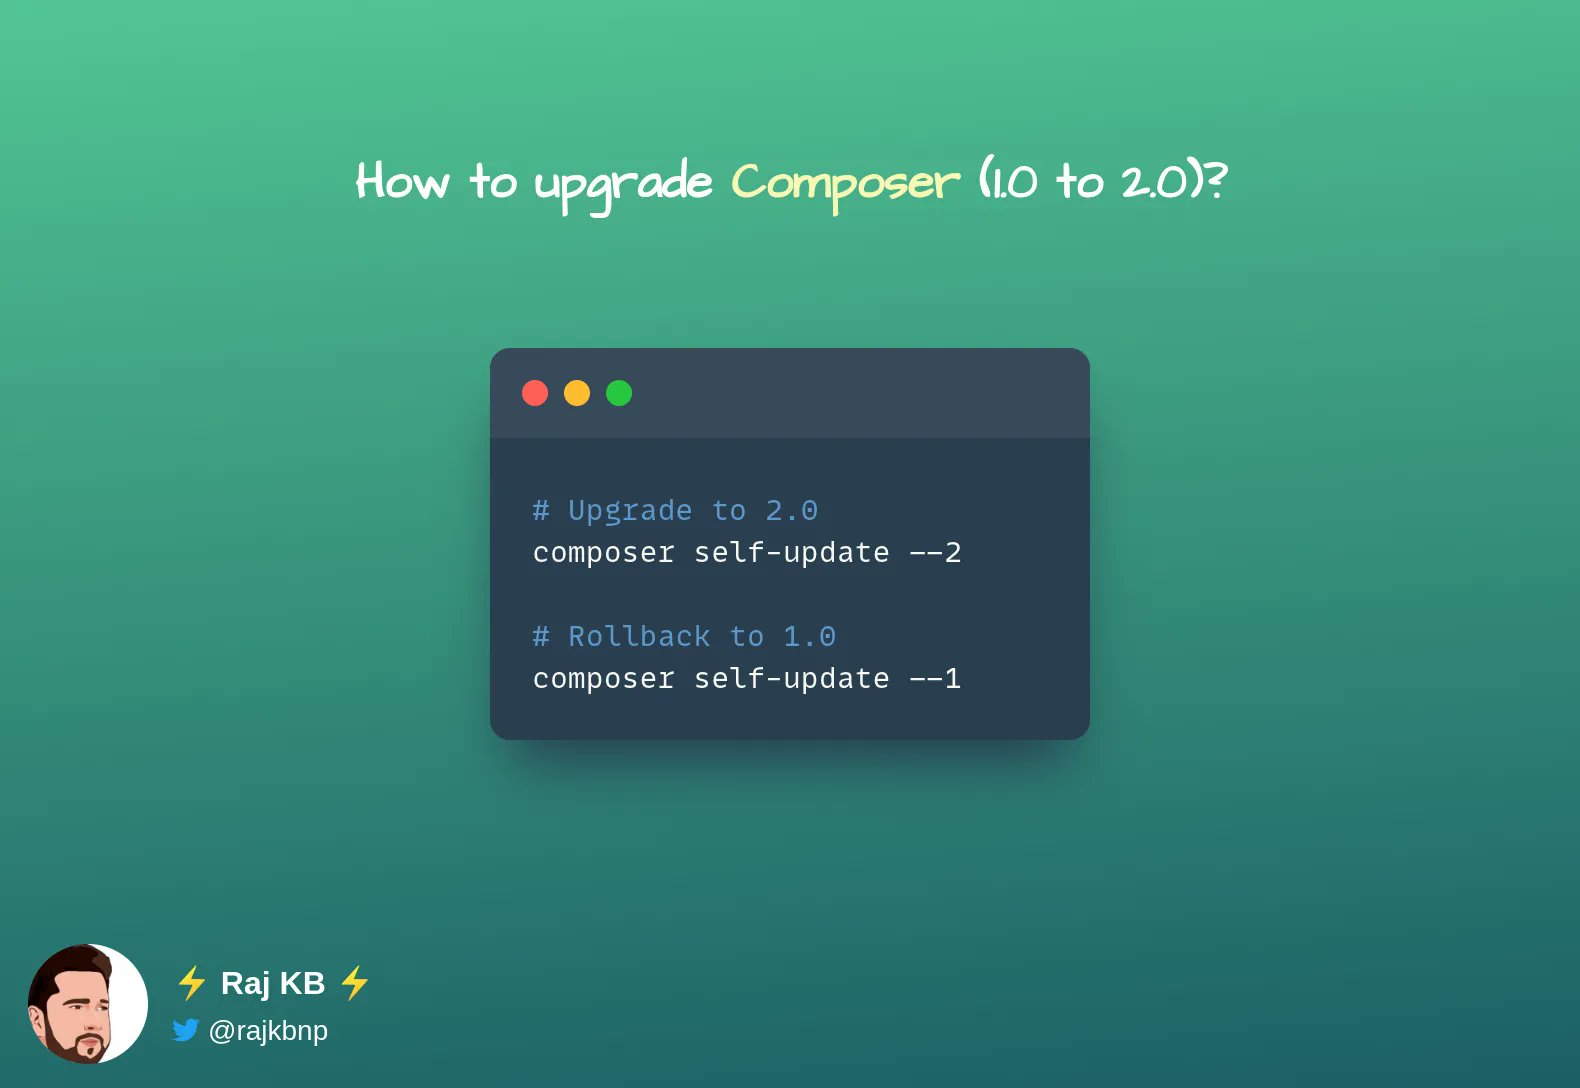 How to upgrade Composer (1.0 to 2.0)?
# Upgrade to 2.0
composer self-update --2
# Rollback to 1.0
composer self-update --1
⚡ Raj KB ⚡
@rajkbnp